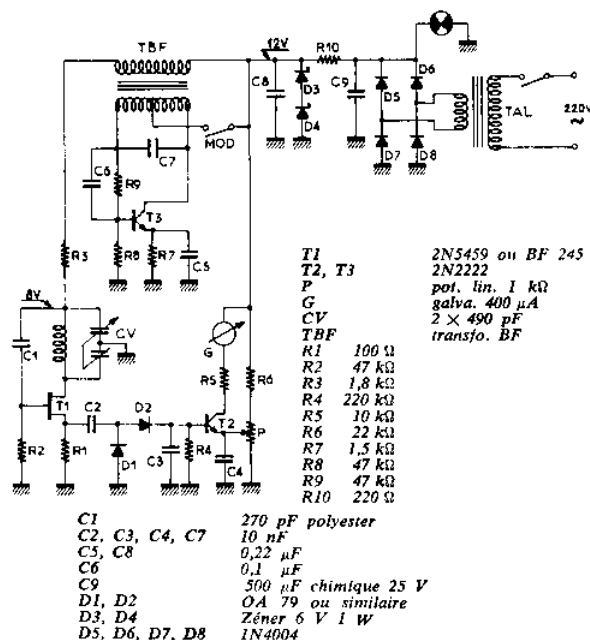 TBF
12V
R10
D6
C8
D3
C9
D5
TAL
220V
~
D4
MOD
D7
D8
C7
C6
R9
T3
R3
R8
R7
C5
8V
CV
C1
G
R5
R6
T1
C2
D2
T2
P
R2
R1
D1
C3
R4
C4
T1 2N5459 ou BF 245
T2, T3 2N2222
P pot. lin. 1 kΩ
G galva. 400 µA
CV 2 × 490 pF
TBF transfo. BF
R1 100 Ω
R2 47 kΩ
R3 1,8 kΩ
R4 220 kΩ
R5 10 kΩ
R6 22 kΩ
R7 1,5 kΩ
R8 47 kΩ
R9 47 kΩ
R10 220 Ω
C1 270 pF polyester
C2, C3, C4, C7 10 nF
C5, C8 0,22 µF
C6 0,1 µF
C9 500 µF chimique 25 V
D1, D2 OA 79 ou similaire
D3, D4 Zéner 6 V 1 W
D5, D6, D7, D8 1N4004